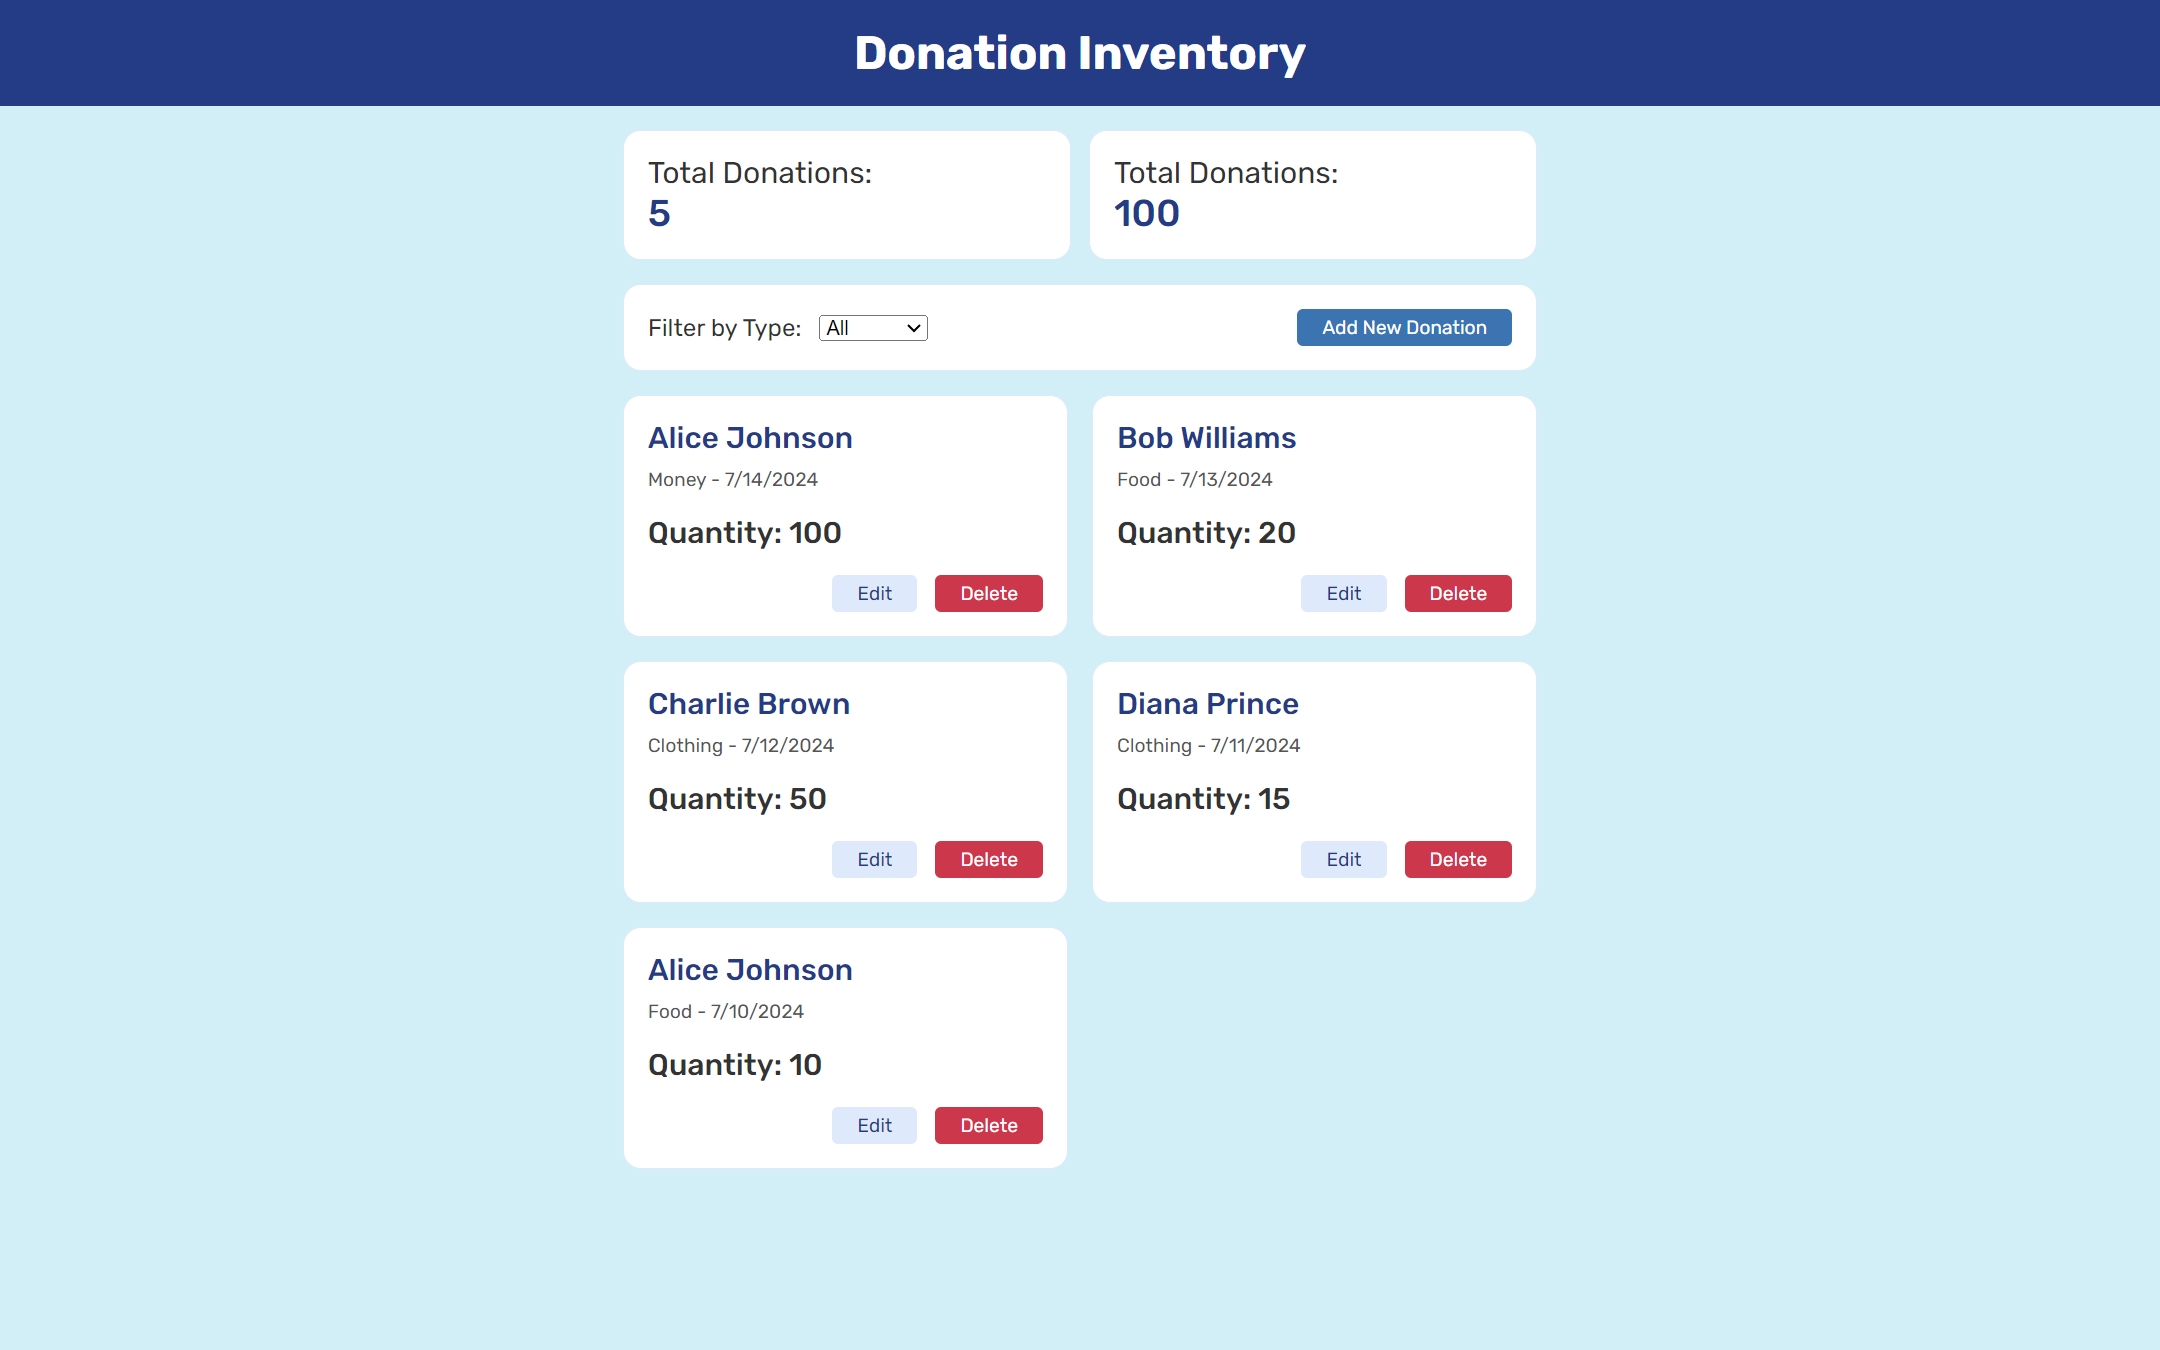 Donation Inventory
Total Donations:
5
Total Donations:
100
Filter by Type: All
Add New Donation
Alice Johnson
Money - 7/14/2024
Quantity: 100
Edit Delete
Bob Williams
Food - 7/13/2024
Quantity: 20
Edit Delete
Charlie Brown
Clothing - 7/12/2024
Quantity: 50
Edit Delete
Diana Prince
Clothing - 7/11/2024
Quantity: 15
Edit Delete
Alice Johnson
Food - 7/10/2024
Quantity: 10
Edit Delete